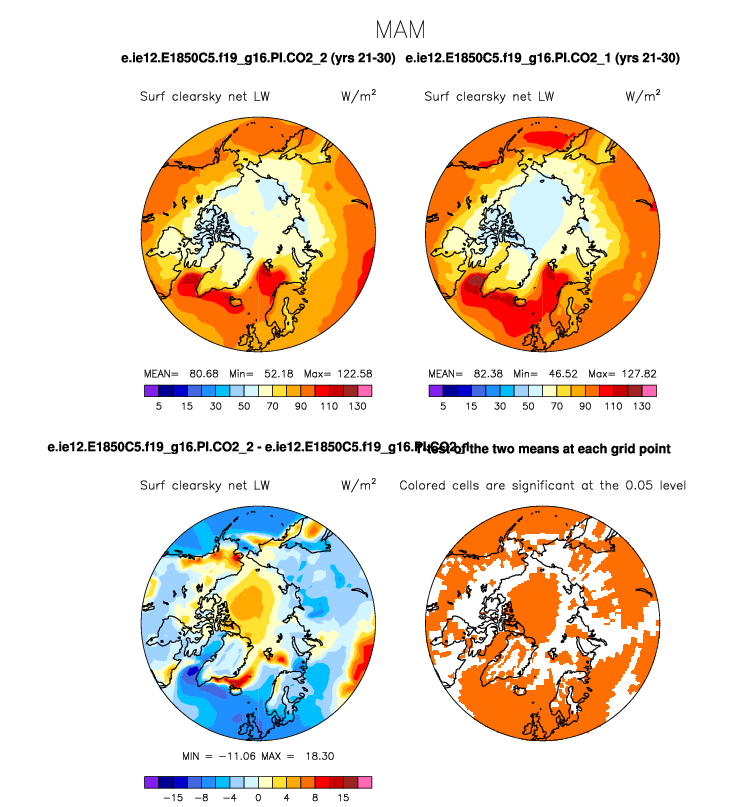 MAM
e.ie12.E1850C5.f19_g16.PI.CO2_2 (yrs 21-30) e.ie12.E1850C5.f19_g16.PI.CO2_1 (yrs 21-30)
Surf clearsky net LW W/m²
Surf clearsky net LW W/m²
MEAN= 80.68 Min= 52.18 Max= 122.58
MEAN= 82.38 Min= 46.52 Max= 127.82
5 15 30 50 70 90 110 130
5 15 30 50 70 90 110 130
e.ie12.E1850C5.f19_g16.PI.CO2_2 - e.ie12.E1850C5.f19_g16.PI.CO2_1
T-test of the two means at each grid point
Surf clearsky net LW W/m²
Colored cells are significant at the 0.05 level
MIN = −11.06 MAX = 18.30
−15 −8 −4 0 4 8 15